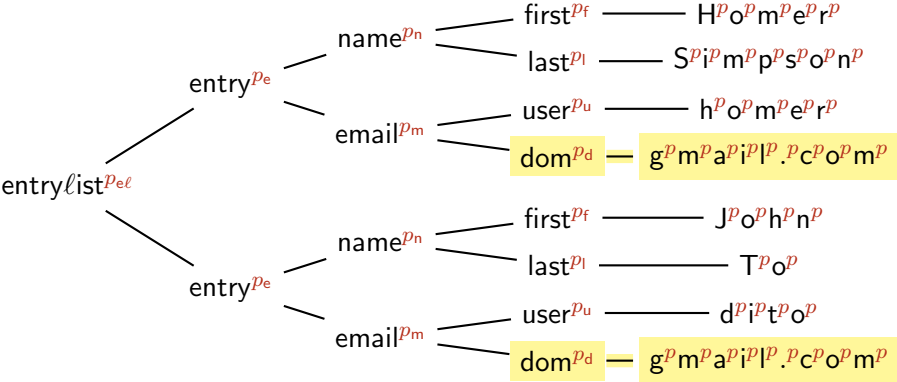 first^{p_f} H^p o^p m^p e^p r^p
name^{p_n}
last^{p_l} S^p i^p m^p p^p s^p o^p n^p
entry^{p_e}
user^{p_u} h^p o^p m^p e^p r^p
email^{p_m}
dom^{p_d} g^p m^p a^p i^p l^p .^p c^p o^p m^p
entryℓist^{p_{eℓ}}
first^{p_f} J^p o^p h^p n^p
name^{p_n}
last^{p_l} T^p o^p
entry^{p_e}
user^{p_u} d^p i^p t^p o^p
email^{p_m}
dom^{p_d} g^p m^p a^p i^p l^p .^p c^p o^p m^p